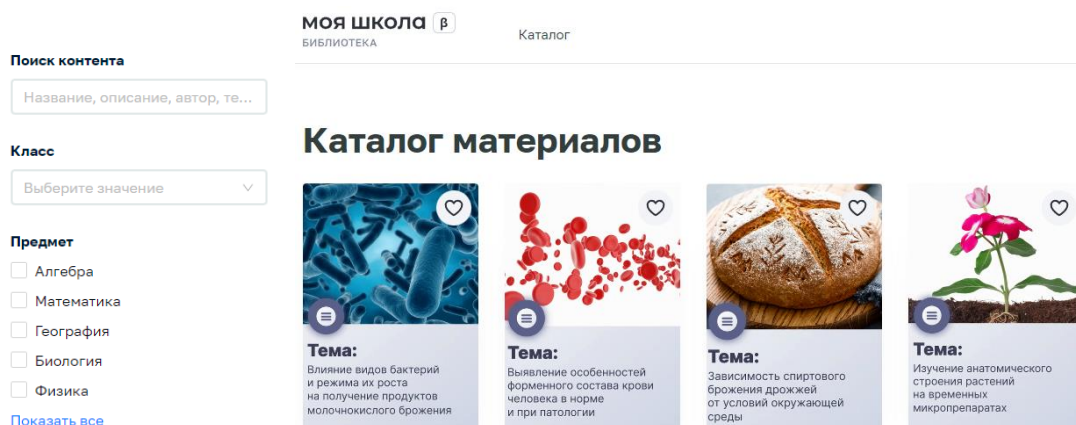 моя школа β
БИБЛИОТЕКА
Каталог
Поиск контента
Название, описание, автор, те...
Класс
Выберите значение
Предмет
Алгебра
Математика
География
Биология
Физика
Показать все
Каталог материалов
Тема:
Влияние видов бактерий
и режима их роста
на получение продуктов
молочнокислого брожения
Тема:
Выявление особенностей
форменного состава крови
человека в норме
и при патологии
Тема:
Зависимость спиртового
брожения дрожжей
от условий окружающей
среды
Тема:
Изучение анатомического
строения растений
на временных
микропрепаратах